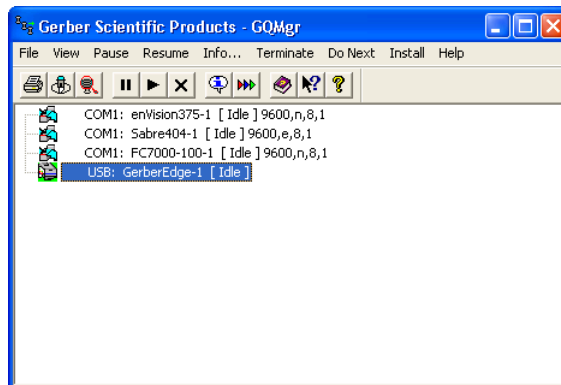 Gerber Scientific Products - GQMgr
File View Pause Resume Info... Terminate Do Next Install Help
COM1: enVision375-1 [ Idle ] 9600,n,8,1
COM1: Sabre404-1 [ Idle ] 9600,e,8,1
COM1: FC7000-100-1 [ Idle ] 9600,n,8,1
USB: GerberEdge-1 [ Idle ]